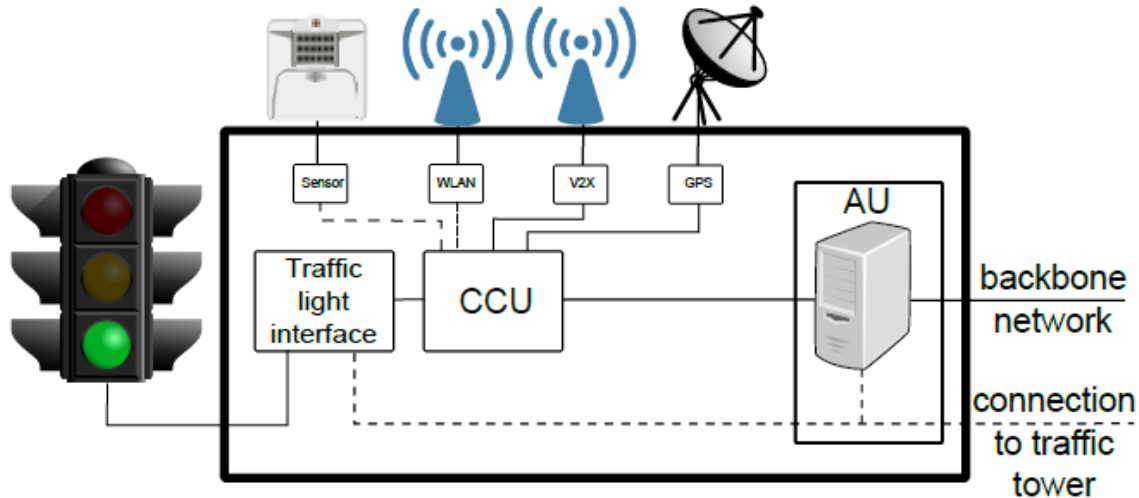 Sensor
WLAN
V2X
GPS
AU
Traffic
light
interface
CCU
backbone
network
connection
to traffic
tower